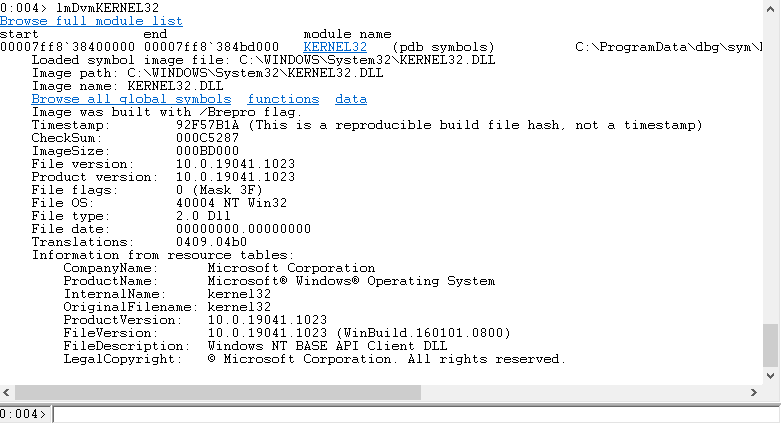 0:004> lmDvmKERNEL32
Browse full module list
start             end                 module name
00007ff8`38400000 00007ff8`384bd000   KERNEL32   (pdb symbols)          C:\ProgramData\dbg\sym\
    Loaded symbol image file: C:\WINDOWS\System32\KERNEL32.DLL
    Image path: C:\WINDOWS\System32\KERNEL32.DLL
    Image name: KERNEL32.DLL
    Browse all global symbols  functions  data
    Image was built with /Brepro flag.
    Timestamp:        92F57B1A (This is a reproducible build file hash, not a timestamp)
    CheckSum:         000C5287
    ImageSize:        000BD000
    File version:     10.0.19041.1023
    Product version:  10.0.19041.1023
    File flags:       0 (Mask 3F)
    File OS:          40004 NT Win32
    File type:        2.0 Dll
    File date:        00000000.00000000
    Translations:     0409.04b0
    Information from resource tables:
        CompanyName:      Microsoft Corporation
        ProductName:      Microsoft® Windows® Operating System
        InternalName:     kernel32
        OriginalFilename: kernel32
        ProductVersion:   10.0.19041.1023
        FileVersion:      10.0.19041.1023 (WinBuild.160101.0800)
        FileDescription:  Windows NT BASE API Client DLL
        LegalCopyright:   © Microsoft Corporation. All rights reserved.
0:004>